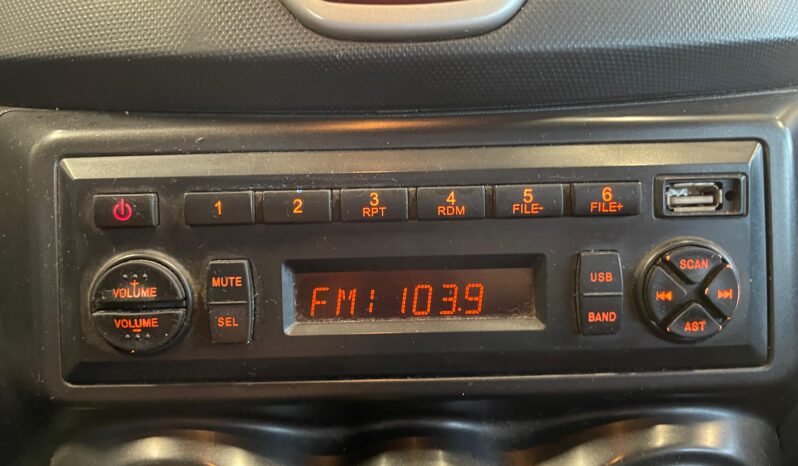 1
2
3
RPT
4
RDM
5
FILE-
6
FILE+
+
VOLUME
VOLUME
-
MUTE
SEL
FM: 103.9
USB
BAND
SCAN
AST